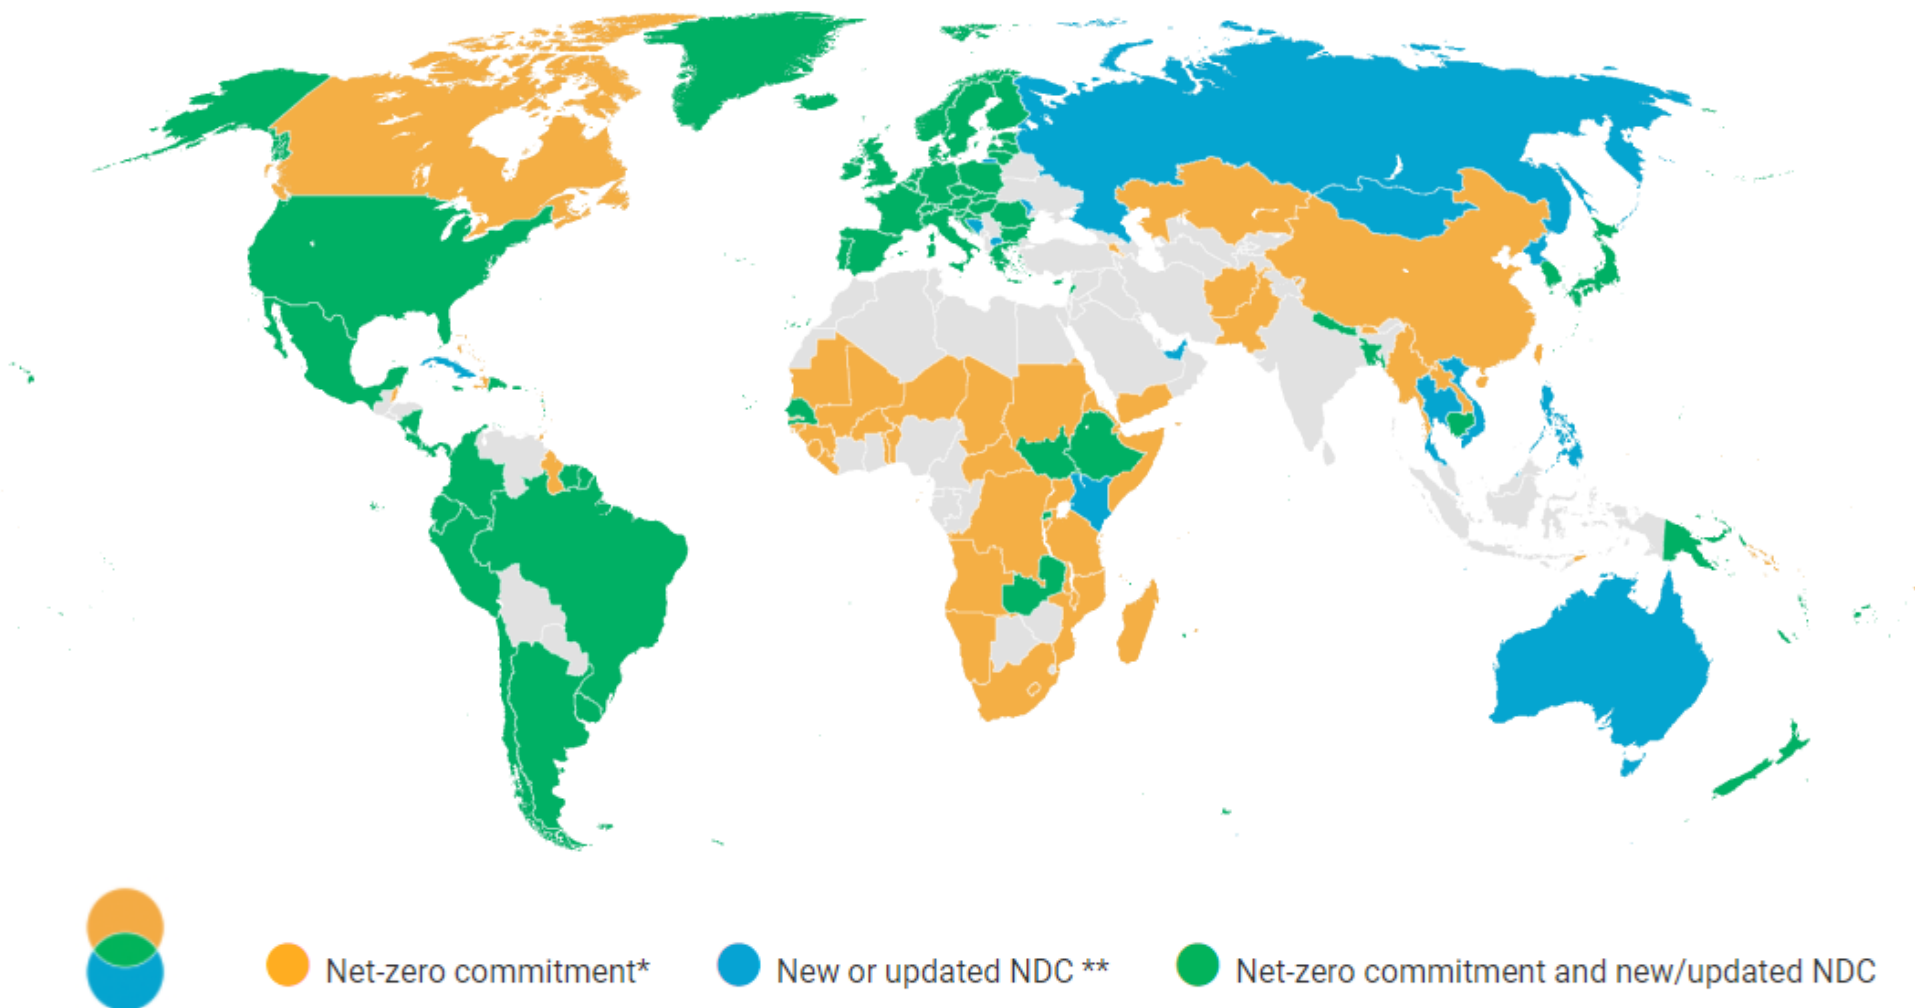 Net-zero commitment*
New or updated NDC **
Net-zero commitment and new/updated NDC